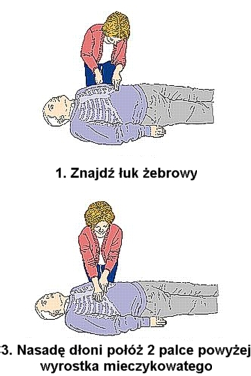 1. Znajdź łuk żebrowy
3. Nasadę dłoni połóż 2 palce powyżej
wyrostka mieczykowatego